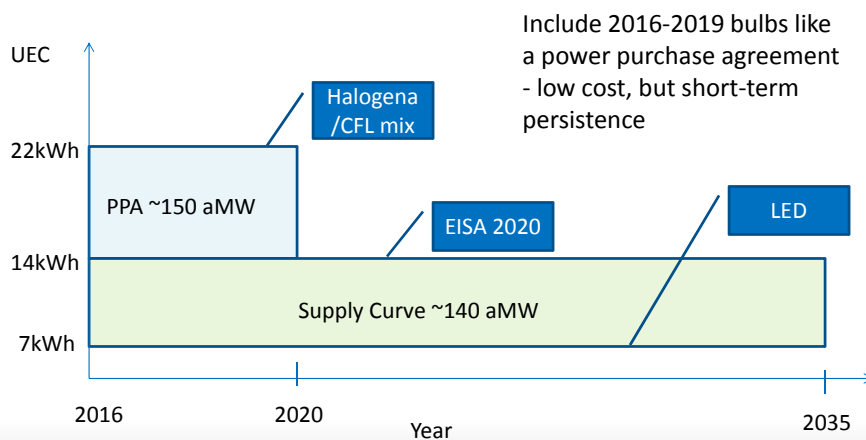 Include 2016-2019 bulbs like
a power purchase agreement
- low cost, but short-term
persistence
UEC
Halogena
/CFL mix
22kWh
PPA ~150 aMW
EISA 2020
LED
14kWh
Supply Curve ~140 aMW
7kWh
2016
2020
Year
2035